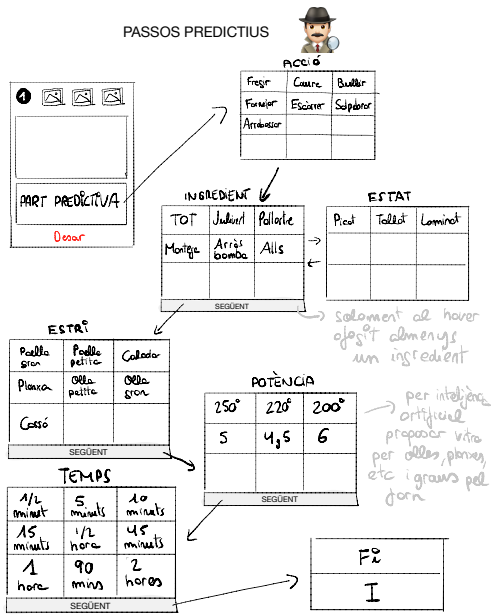 PASSOS PREDICTIUS
1
PART PREDICTIVA
Desar
ACCIÓ
Fregir Coure Bullir
Fornejar Escórrer Salpebrar
Arrebossar
INGREDIENT
TOT Julivert Pollastre
Mantega Arròs bomba Alls
SEGÜENT
ESTAT
Picat Tallat Laminat
solament al haver
afegit almenys
un ingredient
ESTRI
Paella gran Paella petita Colador
Planxa Olla petita Olla gran
Cassó
SEGÜENT
POTÈNCIA
250° 220° 200°
5 4,5 6
SEGÜENT
per inteligència
artificial
proposar vitro
per olles, planxes,
etc i graus pel
forn
TEMPS
1/2 minut 5 minuts 10 minuts
15 minuts 1/2 hora 45 minuts
1 hora 90 mins 2 hores
SEGÜENT
Fi
I